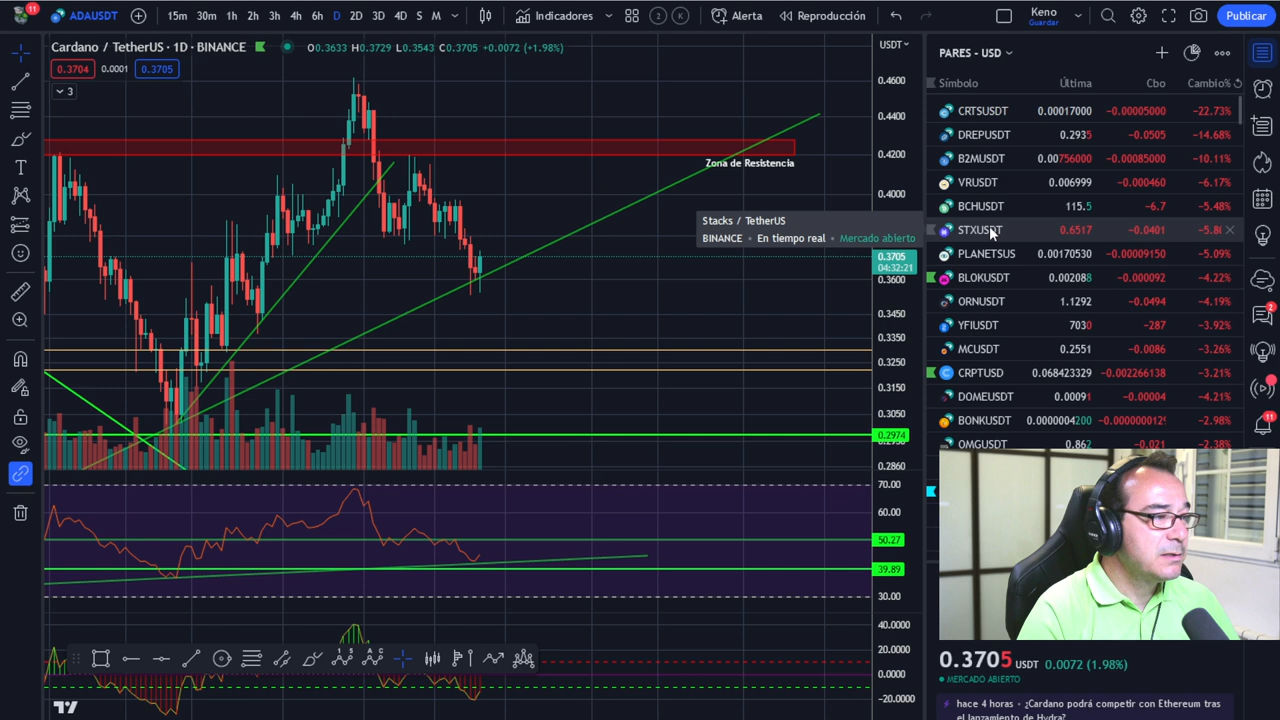 11
ADAUSDT
15m 30m 1h 2h 3h 4h 6h D 2D 3D 4D S M
Indicadores
2 K
Alerta
Reproducción
Keno
Guardar
Publicar
Cardano / TetherUS · 1D · BINANCE
O0.3633 H0.3729 L0.3543 C0.3705 +0.0072 (+1.98%)
0.3704 0.0001 0.3705
3
USDT
0.4600
0.4400
0.4200
0.4000
0.3705
04:32:21
0.3600
0.3450
0.3350
0.3250
0.3150
0.3050
0.2974
0.2860
70.00
60.00
50.27
39.89
30.00
40.0000
20.0000
0.0000
−20.0000
Zona de Resistencia
Stacks / TetherUS
BINANCE • En tiempo real • Mercado abierto
PARES - USD
Símbolo Última Cbo Cambio%
CRTSUSDT 0.00017000 −0.00005000 −22.73%
DREPUSDT 0.2935 −0.0505 −14.68%
B2MUSDT 0.00756000 −0.00085000 −10.11%
VRUSDT 0.006999 −0.000460 −6.17%
BCHUSDT 115.5 −6.7 −5.48%
STXUSDT 0.6517 −0.0401
PLANETSUS 0.00170530 −0.00009150 −5.09%
BLOKUSDT 0.002088 −0.000092 −4.22%
ORNUSDT 1.1292 −0.0494 −4.19%
YFIUSDT 7030 −287 −3.92%
MCUSDT 0.2551 −0.0086 −3.26%
CRPTUSD 0.068423329 −0.002266138 −3.21%
DOMEUSDT 0.00091 −0.00004 −4.21%
BONKUSDT 0.0000004200 −2.98%
OMGUSDT 0.862 −0.021 −2.38%
2
11
0.3705 USDT 0.0072 (1.98%)
MERCADO ABIERTO
hace 4 horas • ¿Cardano podrá competir con Ethereum tras
el lanzamiento de Hydra?